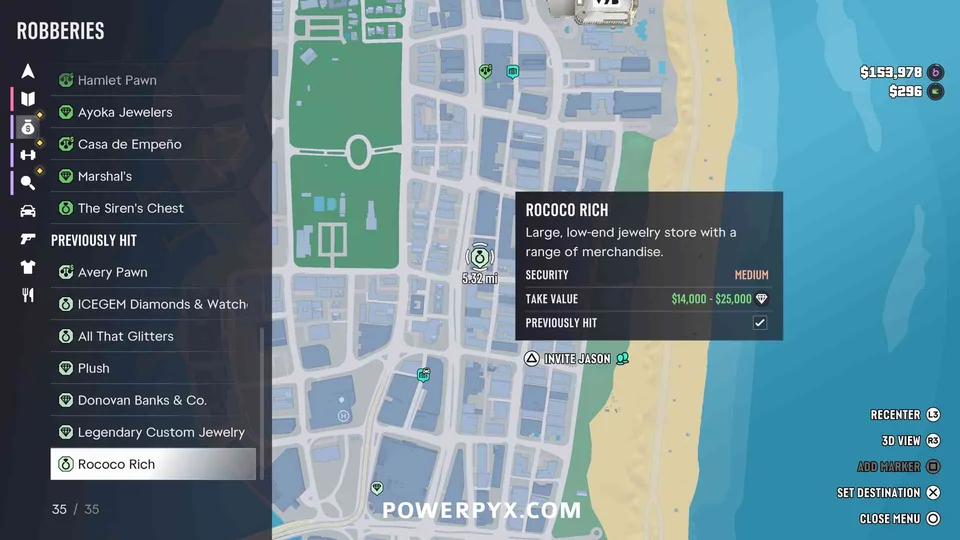 ROBBERIES
Hamlet Pawn
Ayoka Jewelers
Casa de Empeño
Marshal's
The Siren's Chest
PREVIOUSLY HIT
Avery Pawn
ICEGEM Diamonds & Watch
All That Glitters
Plush
Donovan Banks & Co.
Legendary Custom Jewelry
Rococo Rich
35 / 35
$153,978
$296
5.32 mi
ROCOCO RICH
Large, low-end jewelry store with a
range of merchandise.
SECURITY MEDIUM
TAKE VALUE $14,000 - $25,000
PREVIOUSLY HIT
INVITE JASON
H
RECENTER L3
3D VIEW R3
ADD MARKER
SET DESTINATION
CLOSE MENU
POWERPYX.COM